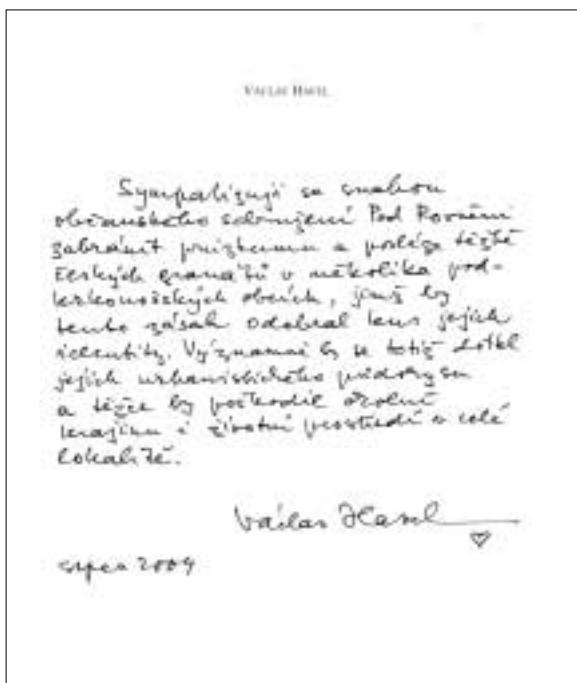 VÁCLAV HAVEL
Sympatizuji se snahou
občanského sdružení Pod Rovněmi
zabránit průzkumu a posléze těžbě
českých granátů v několika pod-
krkonošských obcích, jimž by
tento zásah odebral kus jejich
identity. Významně by se totiž dotkl
jejich urbanistického půdorysu
a těžce by poškodil okolní
krajinu i životní prostředí v celé
lokalitě.
Václav Havel
srpen 2009